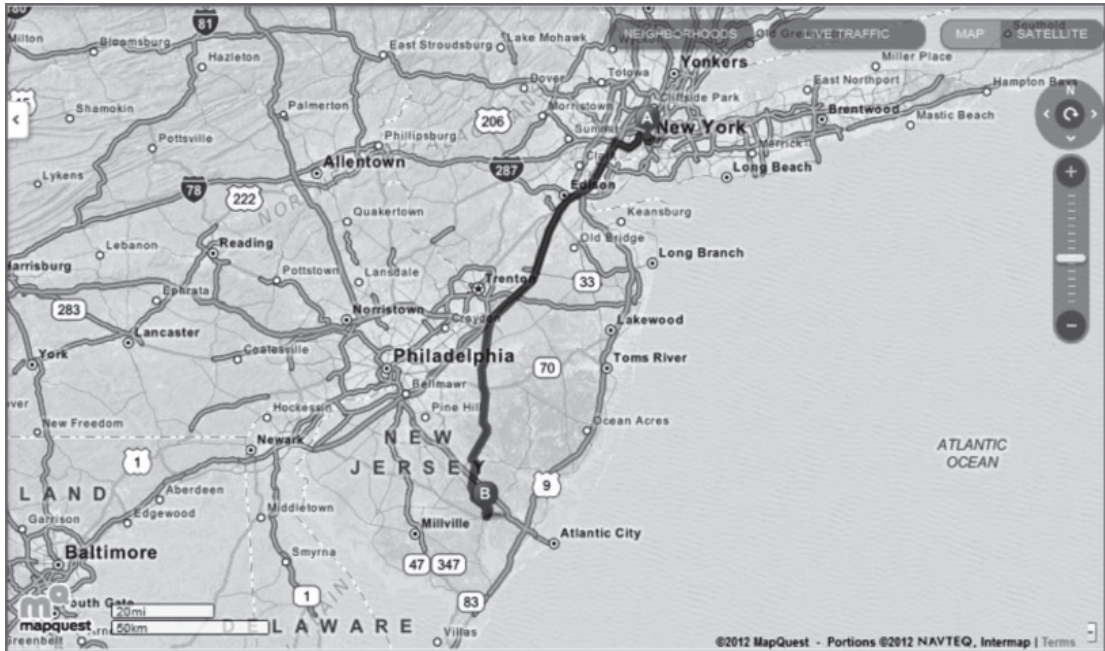 NEIGHBORHOODS
LIVE TRAFFIC
MAP
SATELLITE
80
81
Milton
Bloomsburg
Hazleton
East Stroudsburg
Lake Mohawk
Southold
Yonkers
Miller Place
Totowa
Dover
East Northport
Hampton Bays
N
Shamokin
Palmerton
206
Morristown
Cliffside Park
A
Brentwood
Mastic Beach
Pottsville
Phillipsburg
New York
Merrick
Allentown
287
Clark
Long Beach
Lykens
78
222
Edison
Quakertown
Keansburg
Lebanon
Reading
Old Bridge
Long Branch
Harrisburg
Pottstown
Lansdale
Trenton
33
Ephrata
283
Norristown
Croydon
Lakewood
Lancaster
York
Coatesville
Philadelphia
Toms River
70
Bellmawr
Hockessin
Pine Hill
New Freedom
Ocean Acres
Newark
NEW
JERSEY
ATLANTIC
OCEAN
1
9
B
LAND
Aberdeen
Garrison
Edgewood
Middletown
Millville
Atlantic City
Baltimore
Smyrna
47
347
1
83
South Gate
20mi
mapquest
50km
DELAWARE
Villas
Greenbelt
©2012 MapQuest - Portions ©2012 NAVTEQ, Intermap | Terms